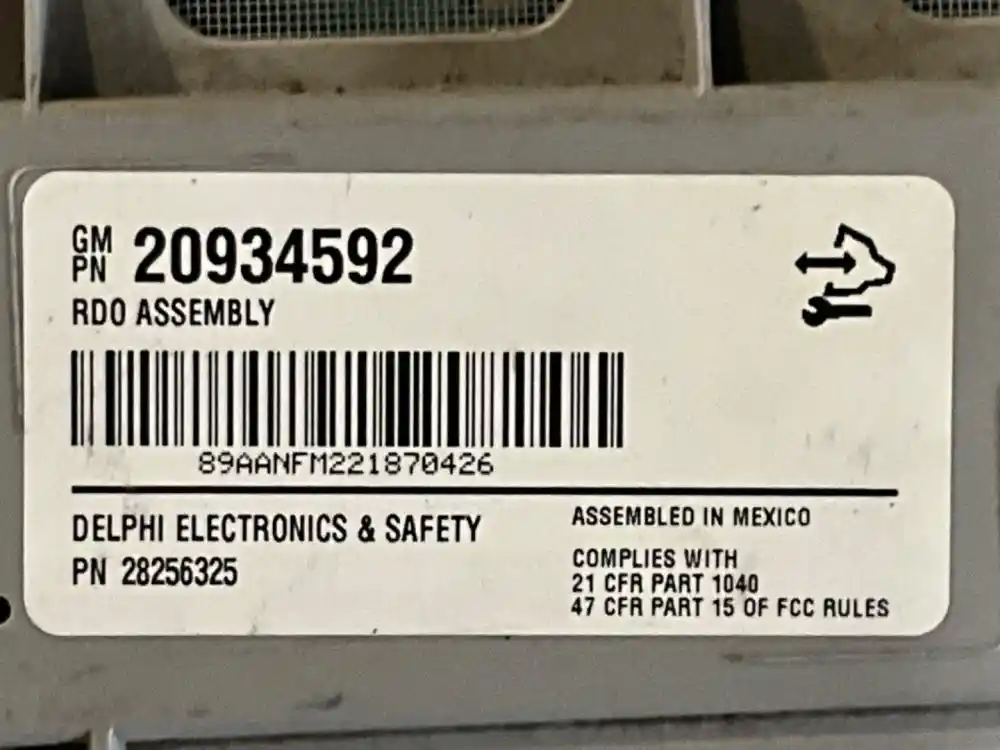 GM
PN 20934592
RDO ASSEMBLY
89AANFM221870426
DELPHI ELECTRONICS & SAFETY
PN 28256325
ASSEMBLED IN MEXICO
COMPLIES WITH
21 CFR PART 1040
47 CFR PART 15 OF FCC RULES